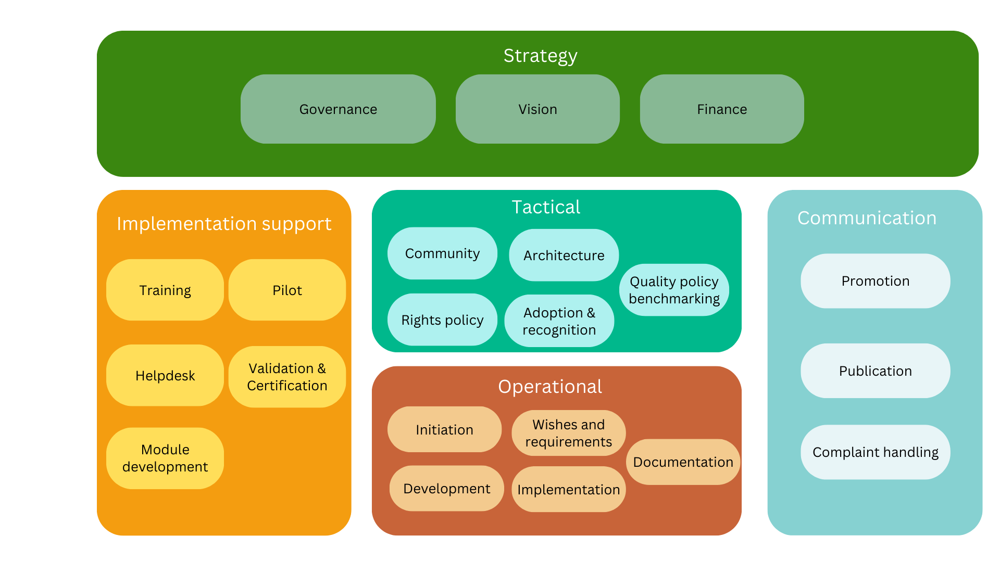 Strategy
Governance
Vision
Finance
Implementation support
Training
Pilot
Helpdesk
Validation &
Certification
Module
development
Tactical
Community
Architecture
Quality policy
benchmarking
Rights policy
Adoption &
recognition
Operational
Initiation
Wishes and
requirements
Documentation
Development
Implementation
Communication
Promotion
Publication
Complaint handling